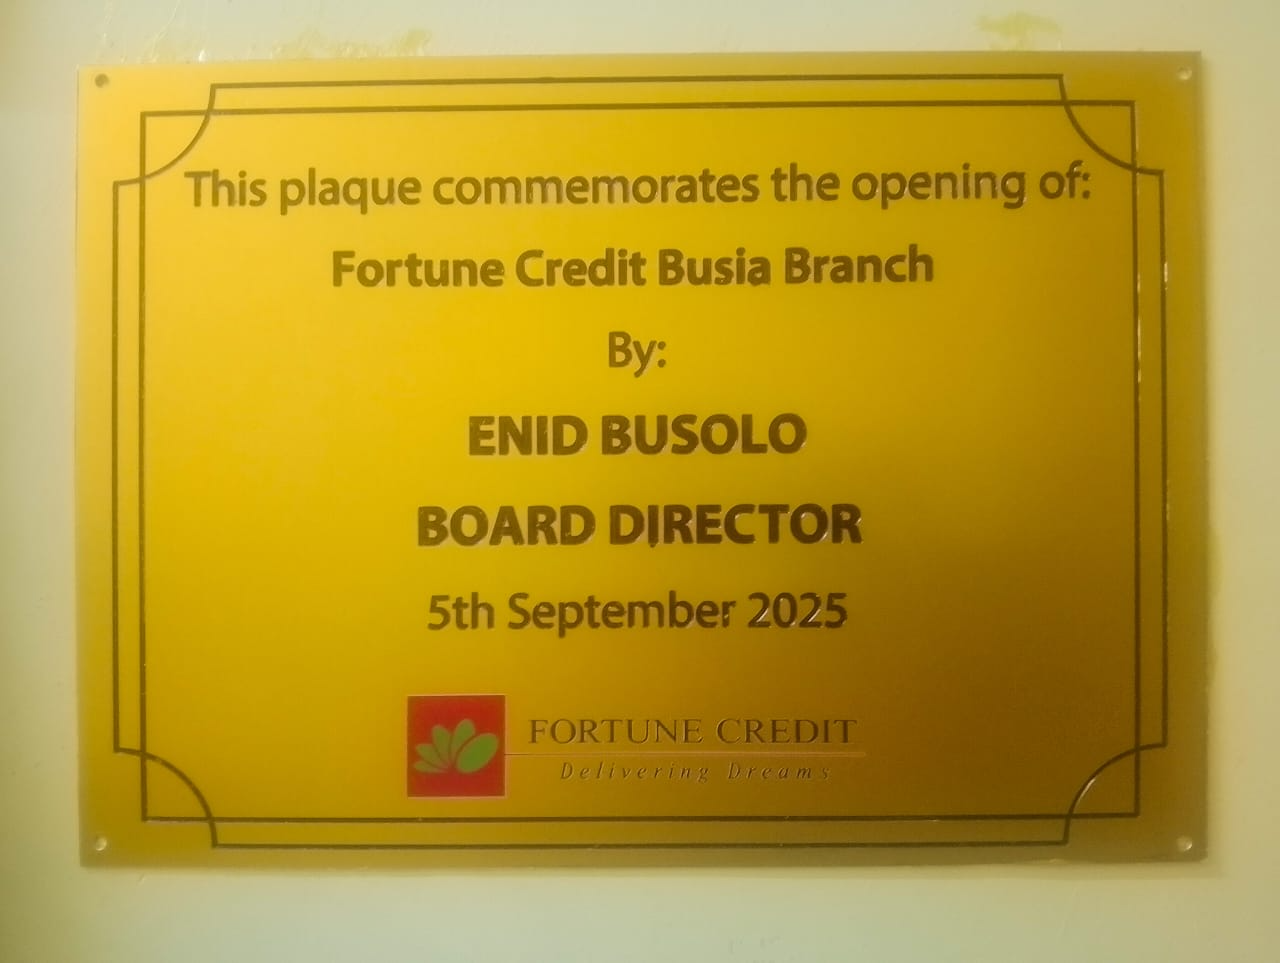 This plaque commemorates the opening of:
Fortune Credit Busia Branch
By:
ENID BUSOLO
BOARD DIRECTOR
5th September 2025
FORTUNE CREDIT
Delivering Dreams